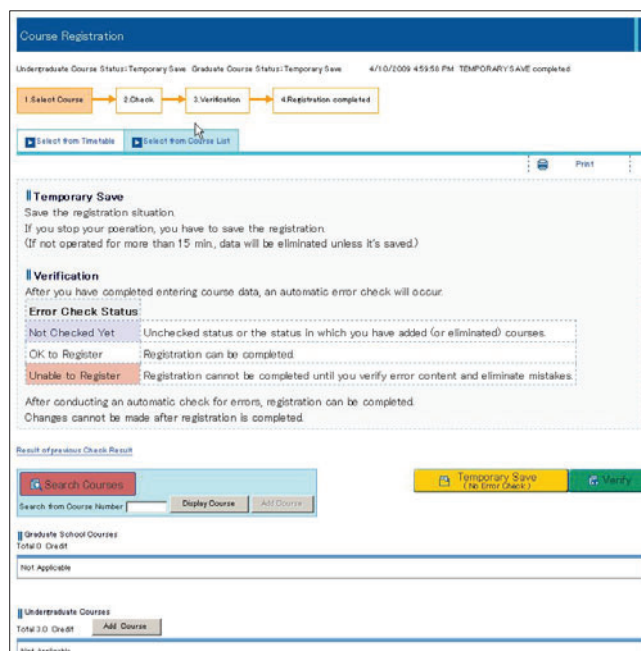 Course Registration
Undergraduate Course Status:Temporary Save Graduate Course Status:Temporary Save 4/10/2009 4:59:58 PM TEMPORARY SAVE completed
1.Select Course 2.Check 3.Verification 4.Registration completed
Select from Timetable Select from Course List
Print
Temporary Save
Save the registration situation.
If you stop your poeration, you have to save the registration.
(If not operated for more than 15 min., data will be eliminated unless it's saved.)
Verification
After you have completed entering course data, an automatic error check will occur.
Error Check Status
Not Checked Yet Unchecked status or the status in which you have added (or eliminated) courses.
OK to Register Registration can be completed.
Unable to Register Registration cannot be completed until you verify error content and eliminate mistakes.
After conducting an automatic check for errors, registration can be completed.
Changes cannot be made after registration is completed.
Result of previous Check Result
Search Courses Temporary Save Verify
(No Error Check)
Search from Course Number Display Course Add Course
Graduate School Courses
Total 0 Credit
Not Applicable
Undergraduate Courses
Total 3.0 Credit Add Course
Not Applicable